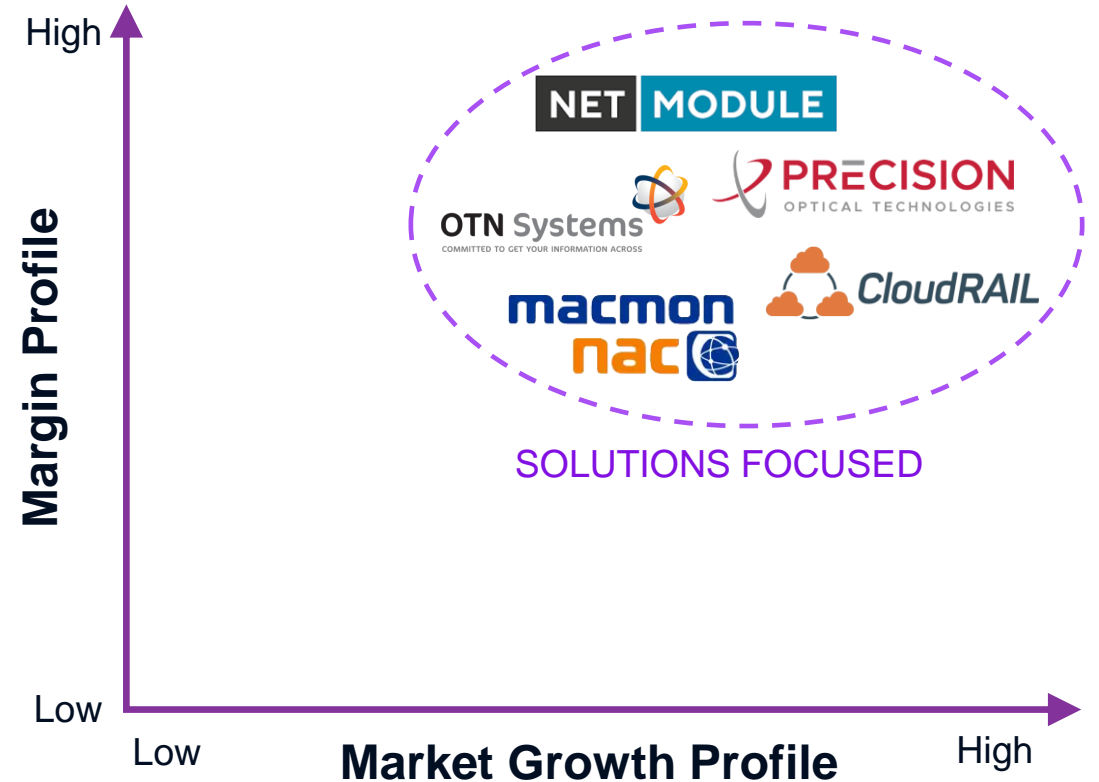 High
NET MODULE
PRECISION
OPTICAL TECHNOLOGIES
OTN Systems
COMMITTED TO GET YOUR INFORMATION ACROSS
CloudRAIL
macmon
nac
SOLUTIONS FOCUSED
Margin Profile
Low
Low
Market Growth Profile
High